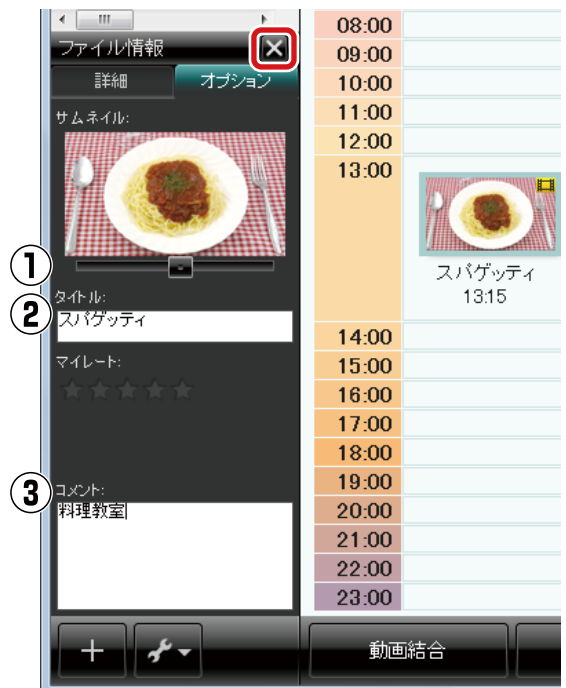 ファイル情報
詳細
オプション
サムネイル:
①
タイトル:
②
スパゲッティ
マイレート:
③
コメント:
料理教室
08:00
09:00
10:00
11:00
12:00
13:00
スパゲッティ
13:15
14:00
15:00
16:00
17:00
18:00
19:00
20:00
21:00
22:00
23:00
動画結合